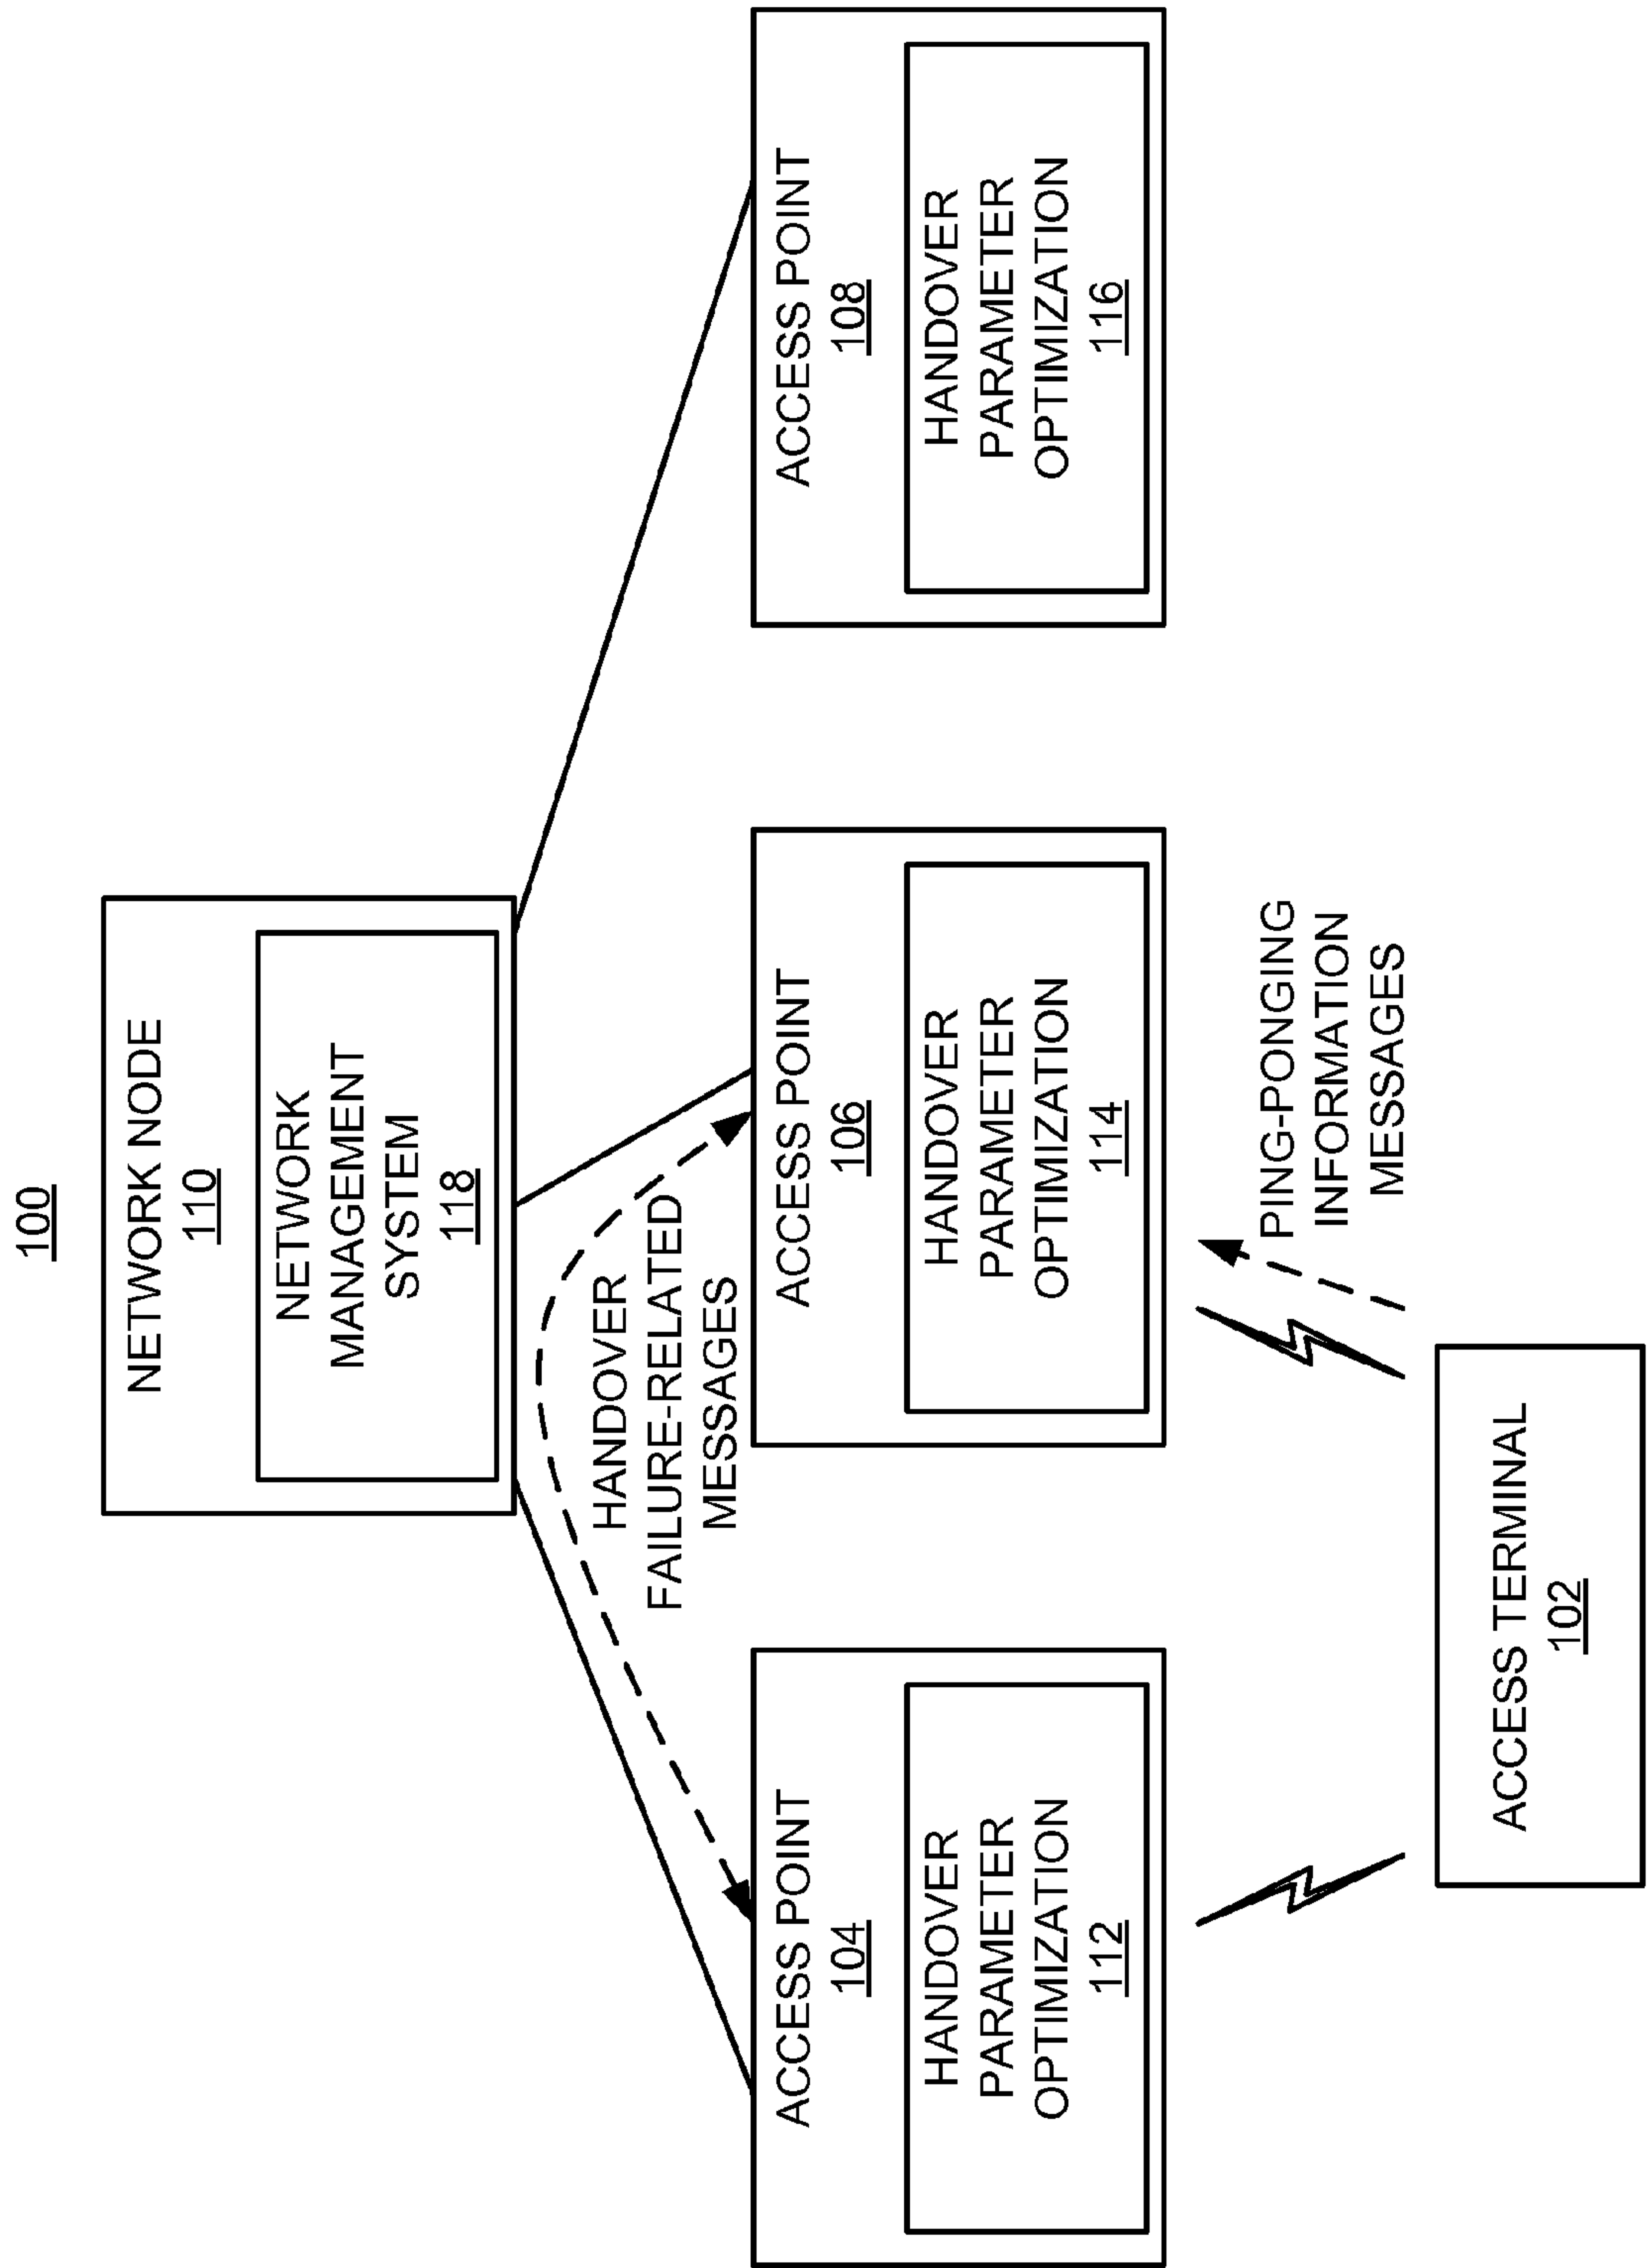 100
NETWORK NODE
110
NETWORK
MANAGEMENT
SYSTEM
118
HANDOVER
FAILURE-RELATED
MESSAGES
ACCESS POINT
104
HANDOVER
PARAMETER
OPTIMIZATION
112
ACCESS POINT
106
HANDOVER
PARAMETER
OPTIMIZATION
114
ACCESS POINT
108
HANDOVER
PARAMETER
OPTIMIZATION
116
PING-PONGING
INFORMATION
MESSAGES
ACCESS TERMINAL
102